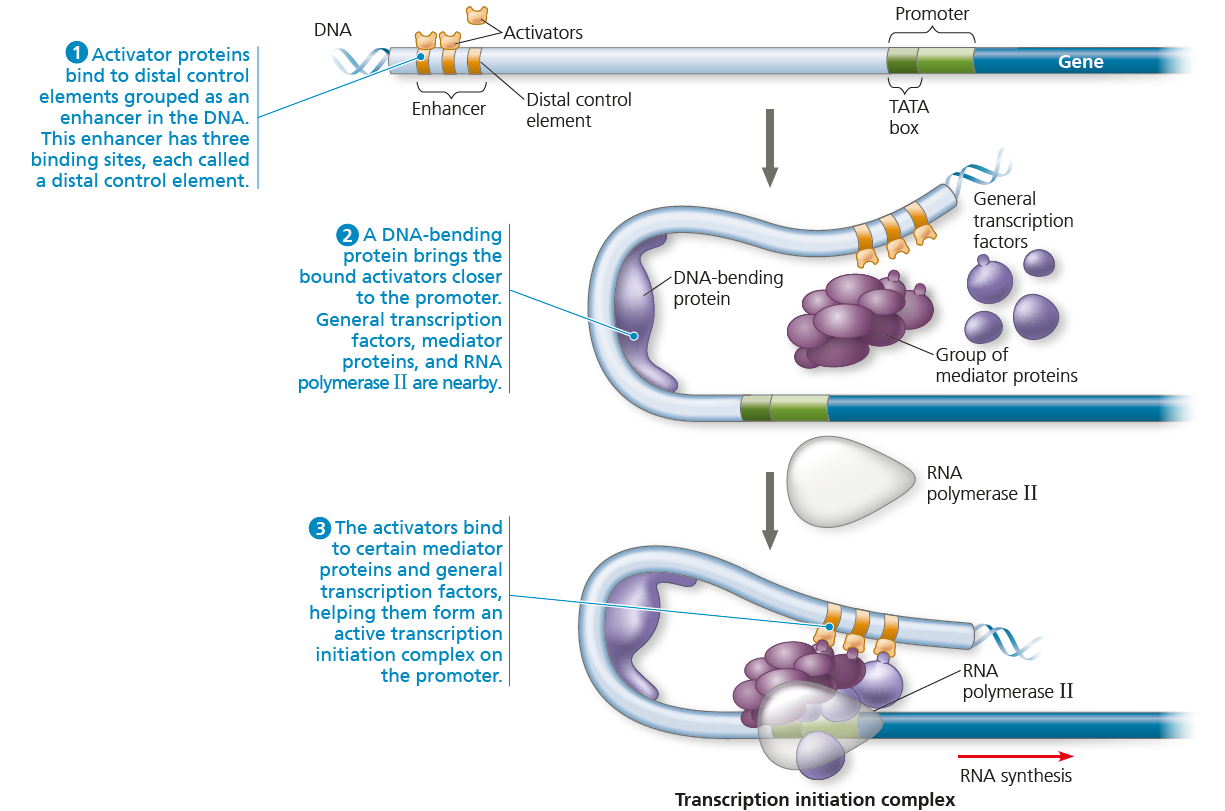 DNA
Activators
Promoter
Gene
Enhancer
Distal control
element
TATA
box
1 Activator proteins
bind to distal control
elements grouped as an
enhancer in the DNA.
This enhancer has three
binding sites, each called
a distal control element.
2 A DNA-bending
protein brings the
bound activators closer
to the promoter.
General transcription
factors, mediator
proteins, and RNA
polymerase II are nearby.
DNA-bending
protein
General
transcription
factors
Group of
mediator proteins
RNA
polymerase II
3 The activators bind
to certain mediator
proteins and general
transcription factors,
helping them form an
active transcription
initiation complex on
the promoter.
RNA
polymerase II
RNA synthesis
Transcription initiation complex